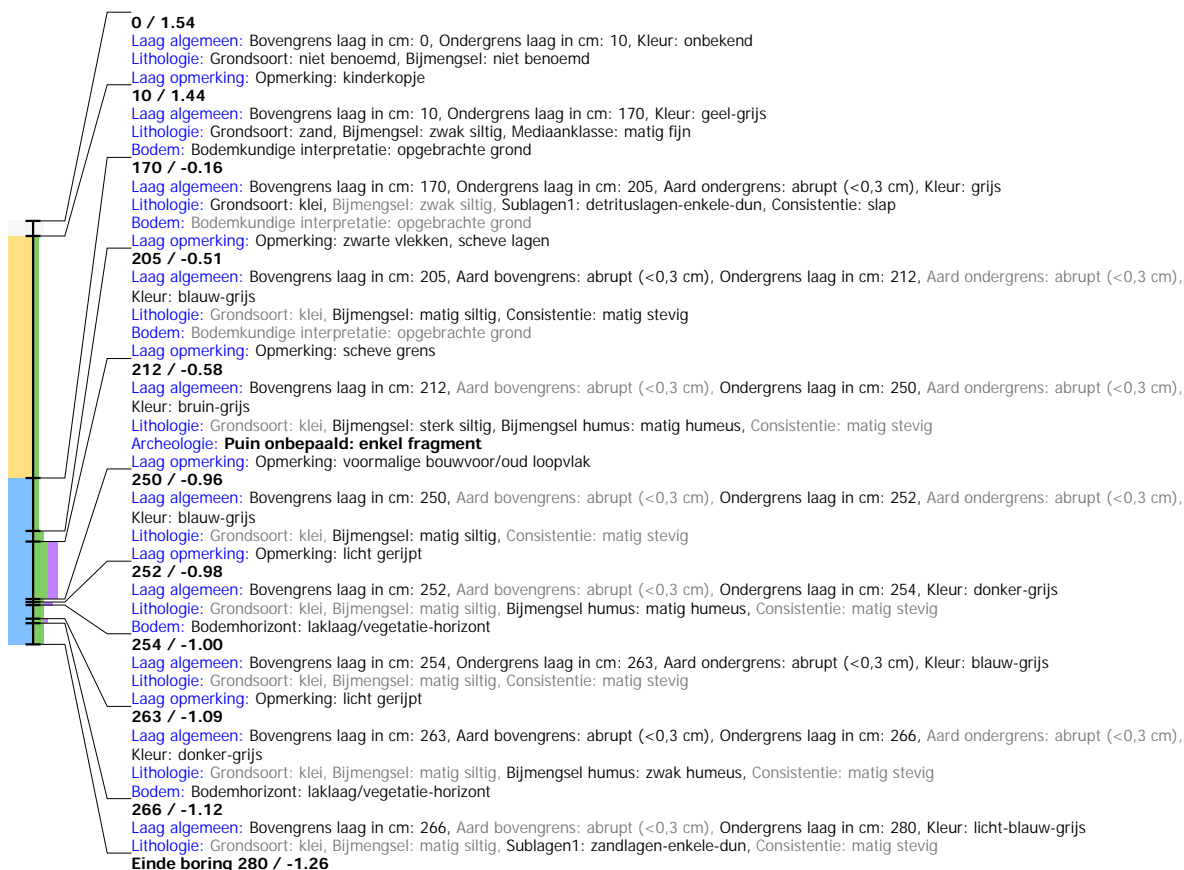 0 / 1.54
Laag algemeen: Bovengrens laag in cm: 0, Ondergrens laag in cm: 10, Kleur: onbekend
Lithologie: Grondsoort: niet benoemd, Bijmengsel: niet benoemd
Laag opmerking: Opmerking: kinderkopje
10 / 1.44
Laag algemeen: Bovengrens laag in cm: 10, Ondergrens laag in cm: 170, Kleur: geel-grijs
Lithologie: Grondsoort: zand, Bijmengsel: zwak siltig, Mediaanklasse: matig fijn
Bodem: Bodemkundige interpretatie: opgebrachte grond
170 / -0.16
Laag algemeen: Bovengrens laag in cm: 170, Ondergrens laag in cm: 205, Aard ondergrens: abrupt (<0,3 cm), Kleur: grijs
Lithologie: Grondsoort: klei, Bijmengsel: zwak siltig, Sublagen1: detrituslagen-enkele-dun, Consistentie: slap
Bodem: Bodemkundige interpretatie: opgebrachte grond
Laag opmerking: Opmerking: zwarte vlekken, scheve lagen
205 / -0.51
Laag algemeen: Bovengrens laag in cm: 205, Aard bovengrens: abrupt (<0,3 cm), Ondergrens laag in cm: 212, Aard ondergrens: abrupt (<0,3 cm),
Kleur: blauw-grijs
Lithologie: Grondsoort: klei, Bijmengsel: matig siltig, Consistentie: matig stevig
Bodem: Bodemkundige interpretatie: opgebrachte grond
Laag opmerking: Opmerking: scheve grens
212 / -0.58
Laag algemeen: Bovengrens laag in cm: 212, Aard bovengrens: abrupt (<0,3 cm), Ondergrens laag in cm: 250, Aard ondergrens: abrupt (<0,3 cm),
Kleur: bruin-grijs
Lithologie: Grondsoort: klei, Bijmengsel: sterk siltig, Bijmengsel humus: matig humeus, Consistentie: matig stevig
Archeologie: Puin onbepaald: enkel fragment
Laag opmerking: Opmerking: voormalige bouwvoor/oud loopvlak
250 / -0.96
Laag algemeen: Bovengrens laag in cm: 250, Aard bovengrens: abrupt (<0,3 cm), Ondergrens laag in cm: 252, Aard ondergrens: abrupt (<0,3 cm),
Kleur: blauw-grijs
Lithologie: Grondsoort: klei, Bijmengsel: matig siltig, Consistentie: matig stevig
Laag opmerking: Opmerking: licht gerijpt
252 / -0.98
Laag algemeen: Bovengrens laag in cm: 252, Aard bovengrens: abrupt (<0,3 cm), Ondergrens laag in cm: 254, Kleur: donker-grijs
Lithologie: Grondsoort: klei, Bijmengsel: matig siltig, Bijmengsel humus: matig humeus, Consistentie: matig stevig
Bodem: Bodemhorizont: laklaag/vegetatie-horizont
254 / -1.00
Laag algemeen: Bovengrens laag in cm: 254, Ondergrens laag in cm: 263, Aard ondergrens: abrupt (<0,3 cm), Kleur: blauw-grijs
Lithologie: Grondsoort: klei, Bijmengsel: matig siltig, Consistentie: matig stevig
Laag opmerking: Opmerking: licht gerijpt
263 / -1.09
Laag algemeen: Bovengrens laag in cm: 263, Aard bovengrens: abrupt (<0,3 cm), Ondergrens laag in cm: 266, Aard ondergrens: abrupt (<0,3 cm),
Kleur: donker-grijs
Lithologie: Grondsoort: klei, Bijmengsel: matig siltig, Bijmengsel humus: zwak humeus, Consistentie: matig stevig
Bodem: Bodemhorizont: laklaag/vegetatie-horizont
266 / -1.12
Laag algemeen: Bovengrens laag in cm: 266, Aard bovengrens: abrupt (<0,3 cm), Ondergrens laag in cm: 280, Kleur: licht-blauw-grijs
Lithologie: Grondsoort: klei, Bijmengsel: matig siltig, Sublagen1: zandlagen-enkele-dun, Consistentie: matig stevig
Einde boring 280 / -1.26